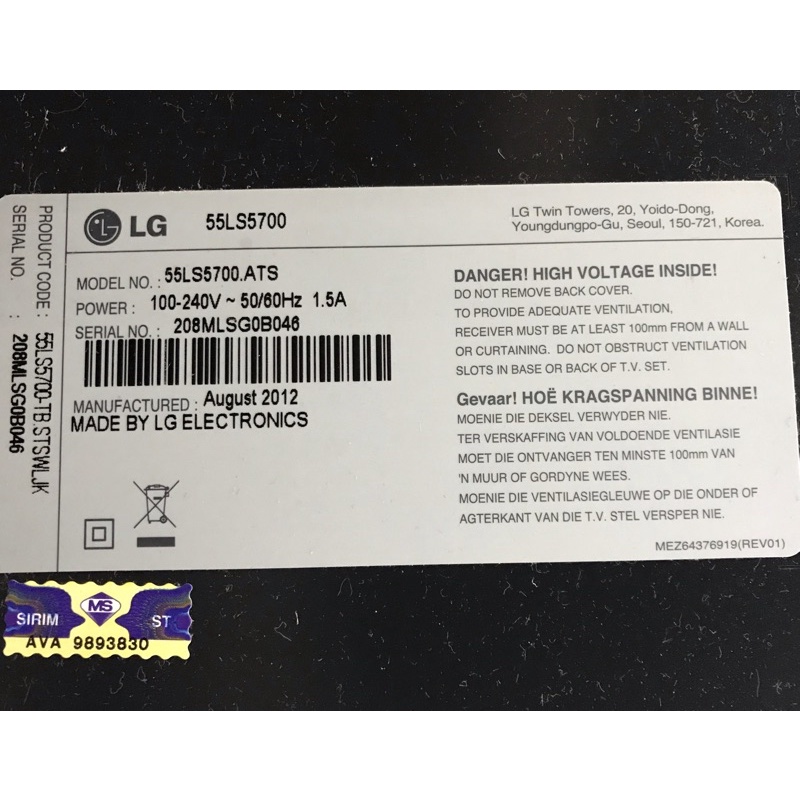 PRODUCT CODE : 55LS5700-TB.STSWLJK
SERIAL NO. : 208MLSG0B046
LG 55LS5700
LG Twin Towers, 20, Yoido-Dong,
Youngdungpo-Gu, Seoul, 150-721, Korea.
MODEL NO. : 55LS5700.ATS
POWER : 100-240V ~ 50/60Hz 1.5A
SERIAL NO. : 208MLSG0B046
MANUFACTURED : August 2012
MADE BY LG ELECTRONICS
DANGER! HIGH VOLTAGE INSIDE!
DO NOT REMOVE BACK COVER.
TO PROVIDE ADEQUATE VENTILATION,
RECEIVER MUST BE AT LEAST 100mm FROM A WALL
OR CURTAINING. DO NOT OBSTRUCT VENTILATION
SLOTS IN BASE OR BACK OF T.V. SET.
Gevaar! HOË KRAGSPANNING BINNE!
MOENIE DIE DEKSEL VERWYDER NIE.
TER VERSKAFFING VAN VOLDOENDE VENTILASIE
MOET DIE ONTVANGER TEN MINSTE 100mm VAN
'N MUUR OF GORDYNE WEES.
MOENIE DIE VENTILASIEGLEUWE OP DIE ONDER OF
AGTERKANT VAN DIE T.V. STEL VERSPER NIE.
MEZ64376919(REV01)
SIRIM MS ST
AVA 9893830